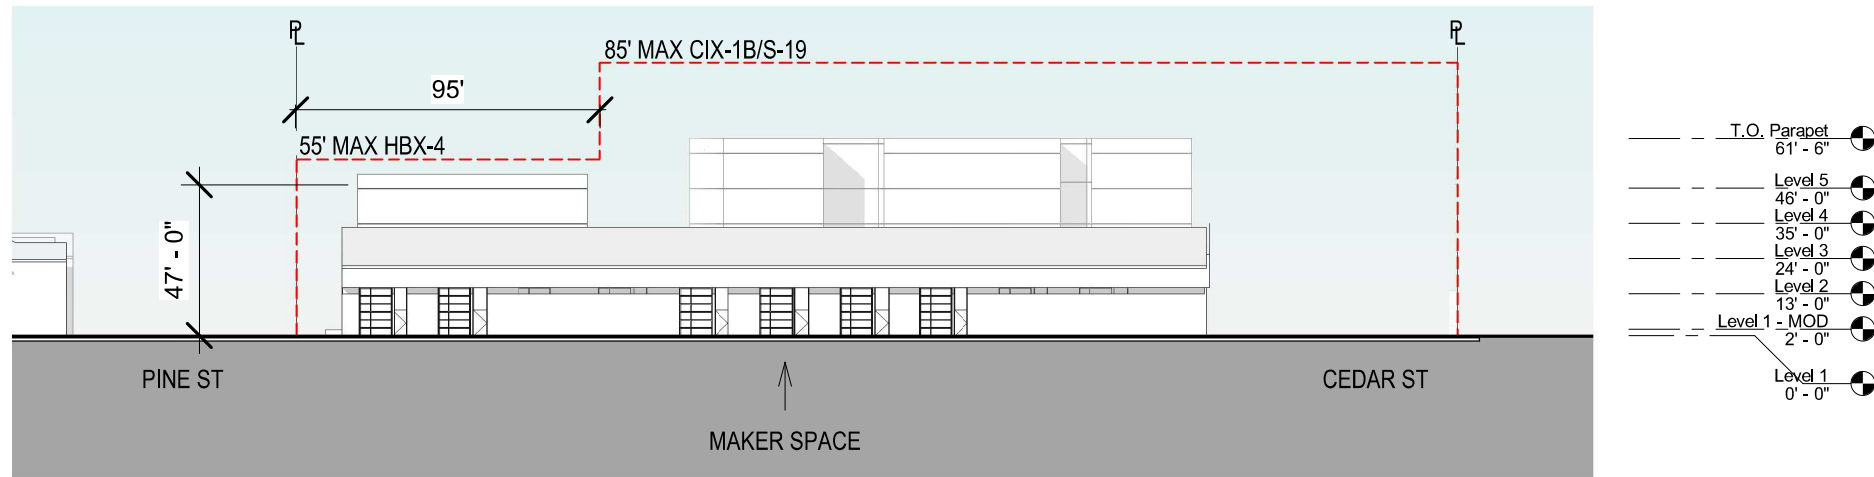 PL
PL
85' MAX CIX-1B/S-19
95'
55' MAX HBX-4
47' - 0"
T.O. Parapet
61' - 6"
Level 5
46' - 0"
Level 4
35' - 0"
Level 3
24' - 0"
Level 2
13' - 0"
Level 1 - MOD
2' - 0"
Level 1
0' - 0"
PINE ST
CEDAR ST
MAKER SPACE